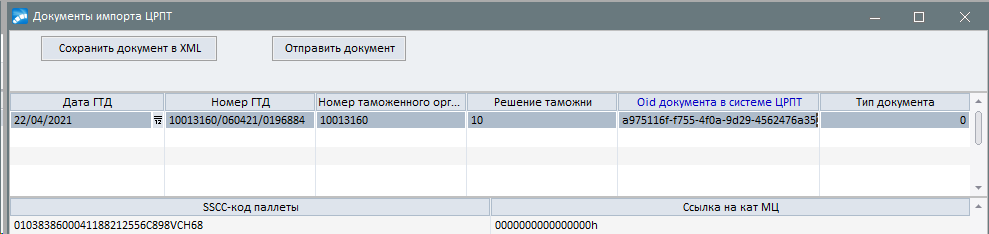 Документы импорта ЦРПТ
Сохранить документ в XML Отправить документ
Дата ГТД Номер ГТД Номер таможенного орг... Решение таможни Oid документа в системе ЦРПТ Тип документа
22/04/2021 12 10013160/060421/0196884 10013160 10 a975116f-f755-4f0a-9d29-4562476a35 0
SSCC-код паллеты Ссылка на кат МЦ
0103838600041188212556C898VCH68 0000000000000000h